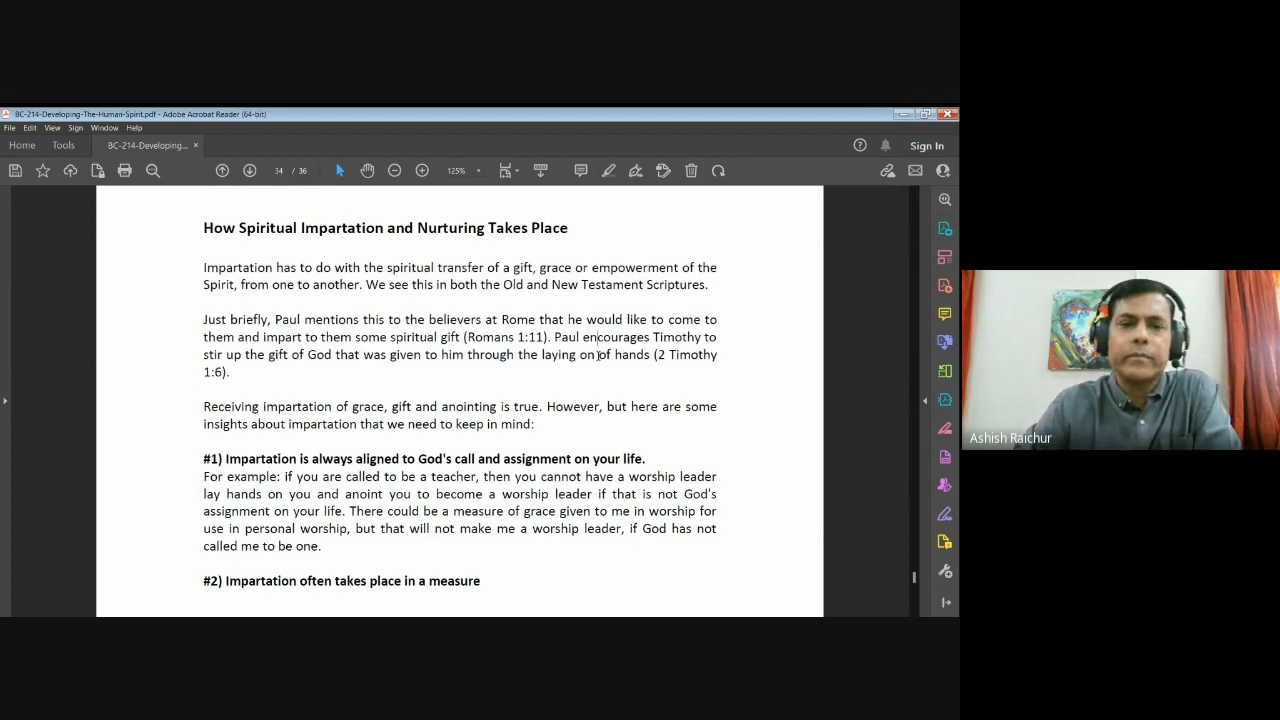 BC-214-Developing-The-Human-Spirit.pdf - Adobe Acrobat Reader (64-bit)
File Edit View Sign Window Help
Home Tools BC-214-Developing... × Sign In
34 / 36 125%
How Spiritual Impartation and Nurturing Takes Place
Impartation has to do with the spiritual transfer of a gift, grace or empowerment of the
Spirit, from one to another. We see this in both the Old and New Testament Scriptures.
Just briefly, Paul mentions this to the believers at Rome that he would like to come to
them and impart to them some spiritual gift (Romans 1:11). Paul encourages Timothy to
stir up the gift of God that was given to him through the laying on of hands (2 Timothy
1:6).
Receiving impartation of grace, gift and anointing is true. However, but here are some
insights about impartation that we need to keep in mind:
#1) Impartation is always aligned to God's call and assignment on your life.
For example: if you are called to be a teacher, then you cannot have a worship leader
lay hands on you and anoint you to become a worship leader if that is not God's
assignment on your life. There could be a measure of grace given to me in worship for
use in personal worship, but that will not make me a worship leader, if God has not
called me to be one.
#2) Impartation often takes place in a measure
Ashish Raichur